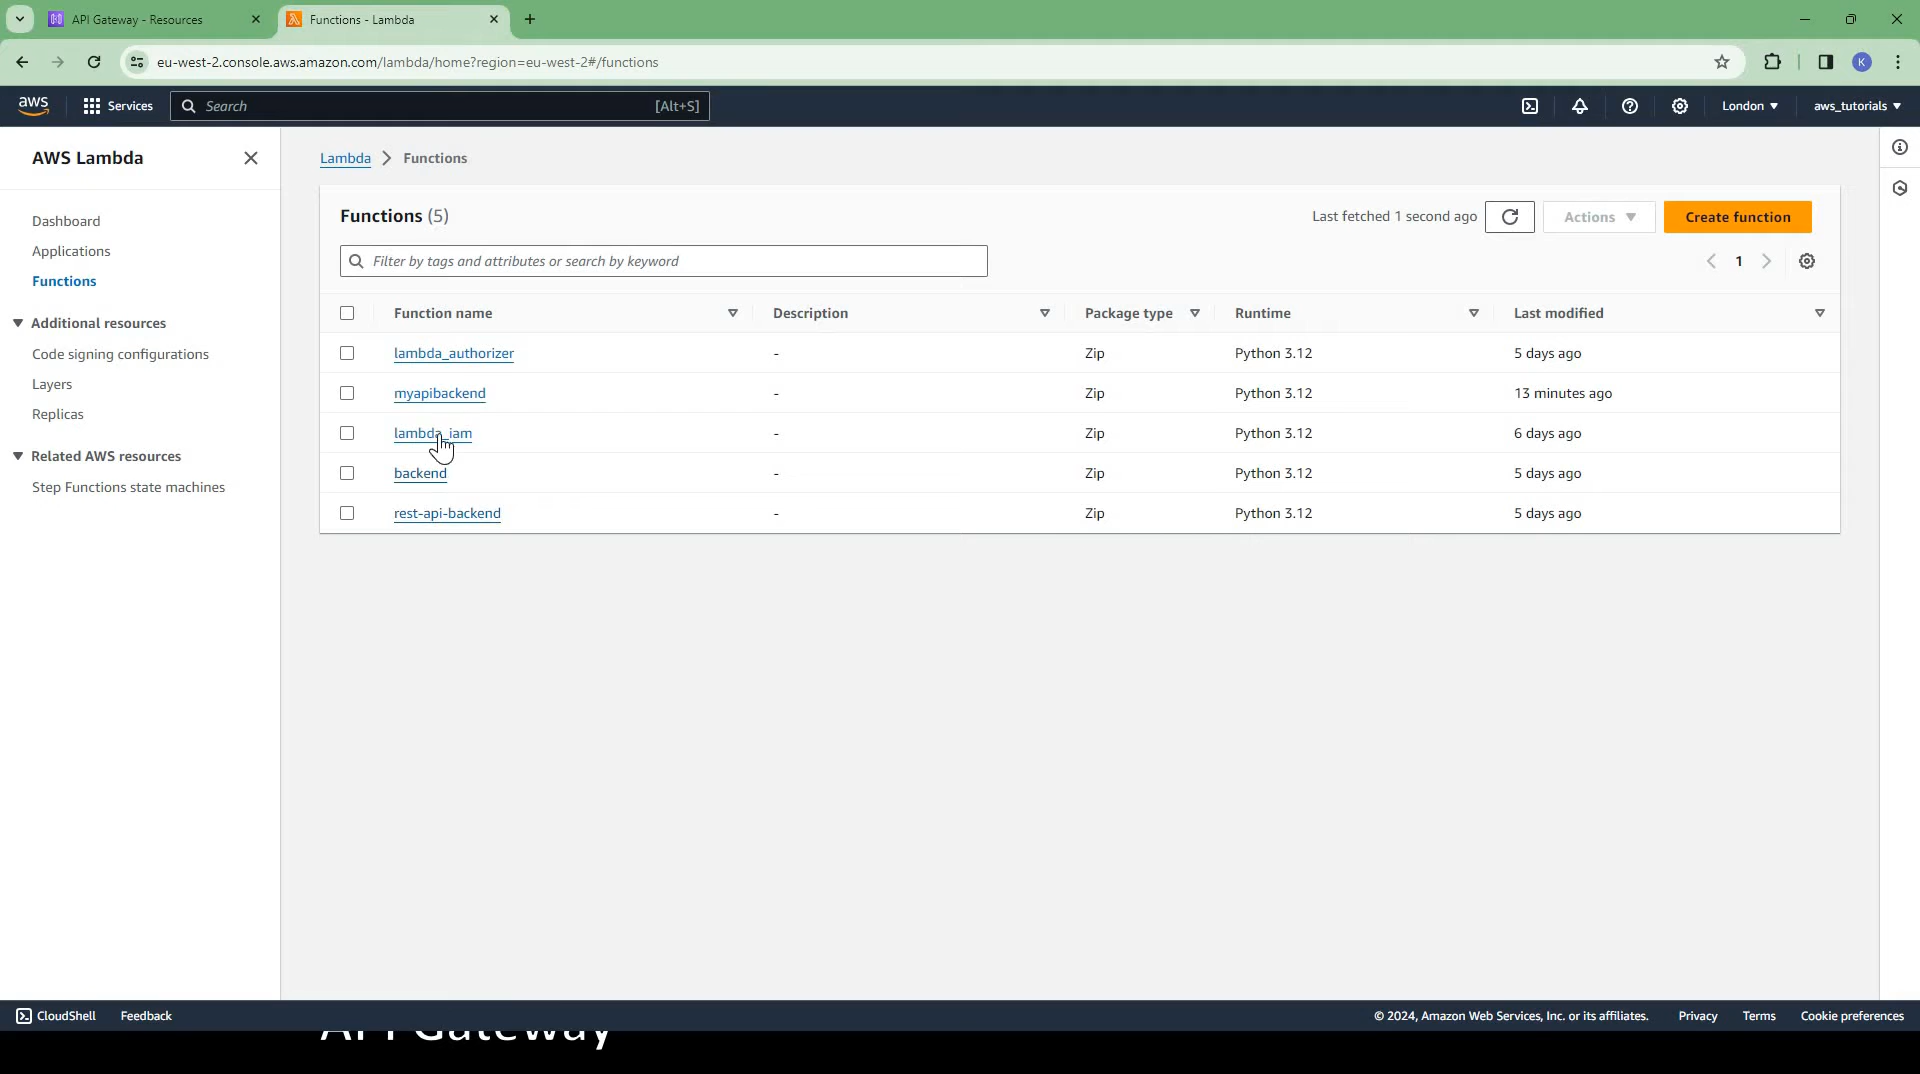 API Gateway - Resources
Functions - Lambda
eu-west-2.console.aws.amazon.com/lambda/home?region=eu-west-2#/functions
K
aws
Services
Search
[Alt+S]
London
aws_tutorials
AWS Lambda
Dashboard
Applications
Functions
Additional resources
Code signing configurations
Layers
Replicas
Related AWS resources
Step Functions state machines
Lambda
Functions
Functions (5)
Last fetched 1 second ago
Actions
Create function
Filter by tags and attributes or search by keyword
1
Function name Description Package type Runtime Last modified
lambda_authorizer - Zip Python 3.12 5 days ago
myapibackend - Zip Python 3.12 13 minutes ago
lambda_iam - Zip Python 3.12 6 days ago
backend - Zip Python 3.12 5 days ago
rest-api-backend - Zip Python 3.12 5 days ago
CloudShell
Feedback
© 2024, Amazon Web Services, Inc. or its affiliates.
Privacy
Terms
Cookie preferences
API Gateway